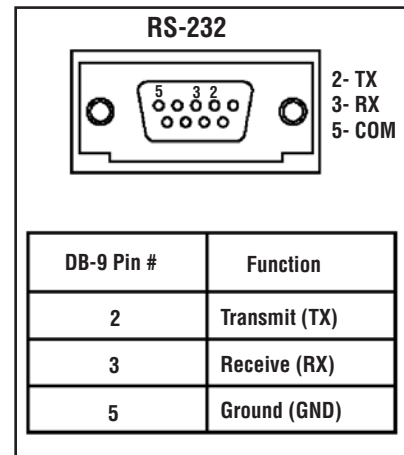 RS-232
5 3 2
2- TX
3- RX
5- COM
DB-9 Pin # Function
2 Transmit (TX)
3 Receive (RX)
5 Ground (GND)